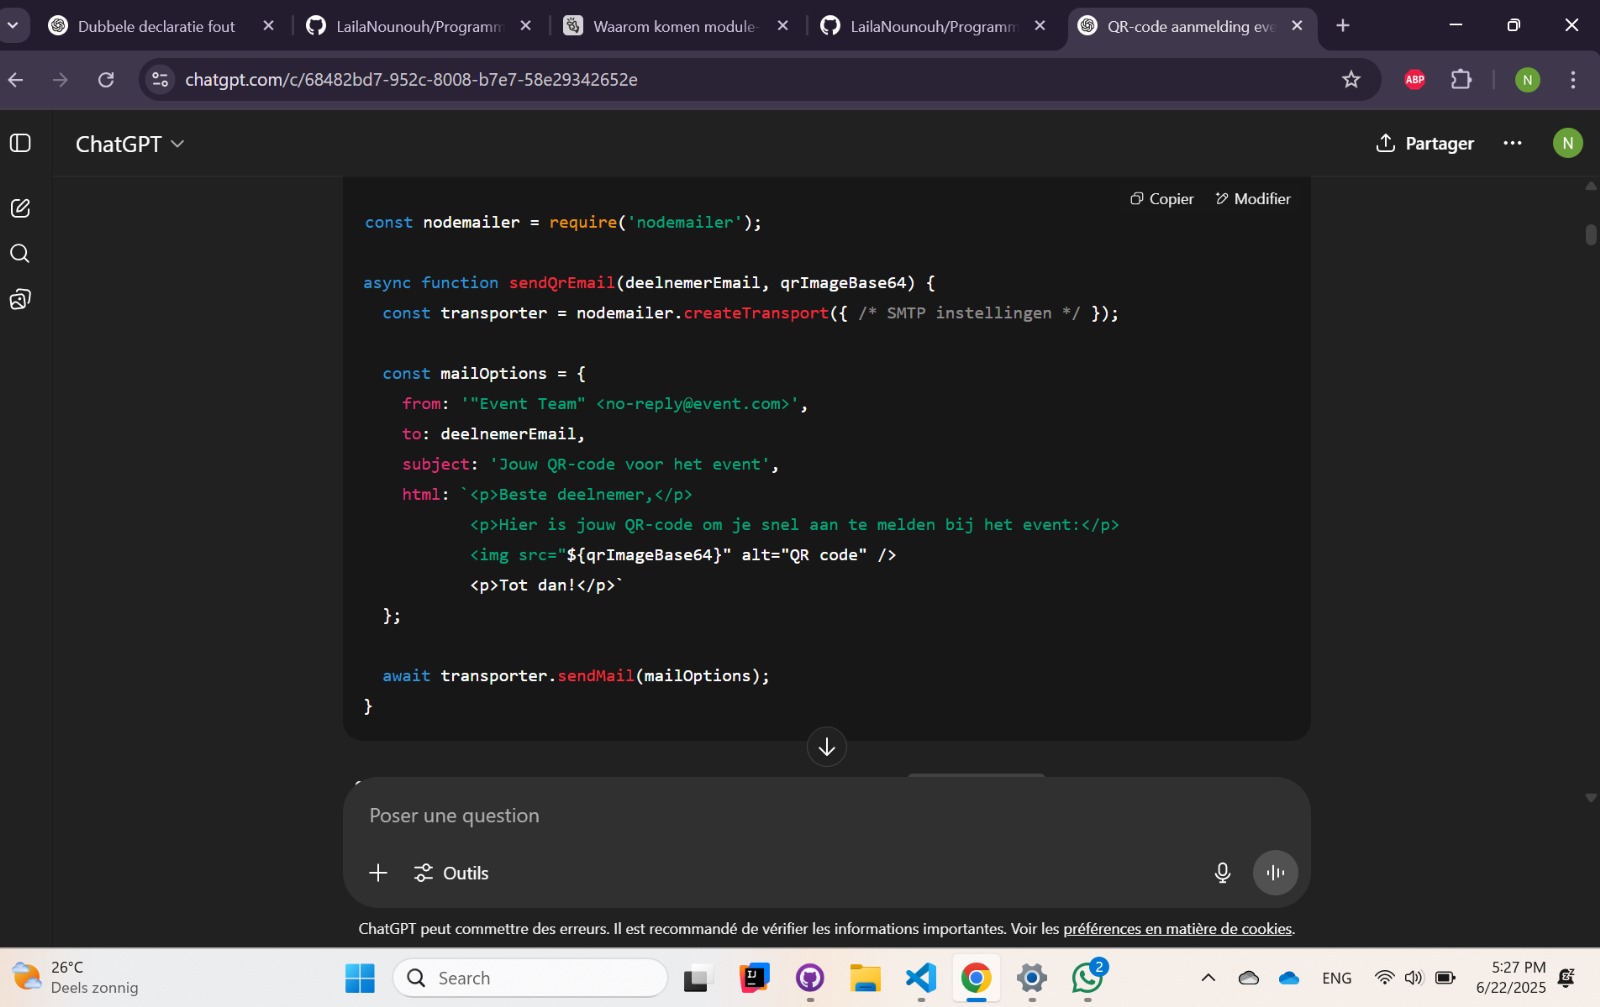 Dubbele declaratie fout
LailaNounouh/Programm
Waarom komen module-
LailaNounouh/Programm
QR-code aanmelding eve
chatgpt.com/c/68482bd7-952c-8008-b7e7-58e29342652e
ABP
N
ChatGPT
Partager
N
Copier
Modifier
const nodemailer = require('nodemailer');
async function sendQrEmail(deelnemerEmail, qrImageBase64) {
const transporter = nodemailer.createTransport({ /* SMTP instellingen */ });
const mailOptions = {
from: '"Event Team" <no-reply@event.com>',
to: deelnemerEmail,
subject: 'Jouw QR-code voor het event',
html: `<p>Beste deelnemer,</p>
<p>Hier is jouw QR-code om je snel aan te melden bij het event:</p>
<img src="${qrImageBase64}" alt="QR code" />
<p>Tot dan!</p>`
};
await transporter.sendMail(mailOptions);
}
Poser une question
Outils
ChatGPT peut commettre des erreurs. Il est recommandé de vérifier les informations importantes. Voir les préférences en matière de cookies.
26°C
Deels zonnig
Search
2
ENG
5:27 PM
6/22/2025